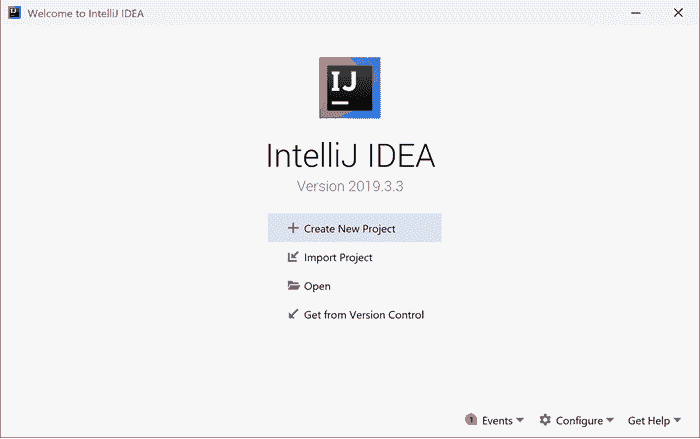 Welcome to IntelliJ IDEA
IJ
IntelliJ IDEA
Version 2019.3.3
Create New Project
Import Project
Open
Get from Version Control
1 Events Configure Get Help